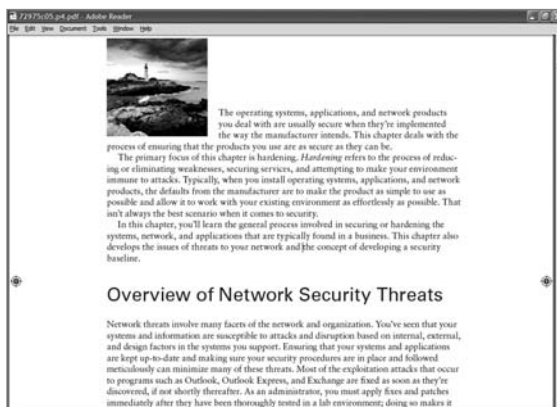 72975c05.p4.pdf - Adobe Reader
File Edit View Document Tools Window Help
The operating systems, applications, and network products
you deal with are usually secure when they're implemented
the way the manufacturer intends. This chapter deals with the
process of ensuring that the products you use are as secure as they can be.
The primary focus of this chapter is hardening. Hardening refers to the process of reduc-
ing or eliminating weaknesses, securing services, and attempting to make your environment
immune to attacks. Typically, when you install operating systems, applications, and network
products, the defaults from the manufacturer are to make the product as simple to use as
possible and allow it to work with your existing environment as effortlessly as possible. That
isn't always the best scenario when it comes to security.
In this chapter, you'll learn the general process involved in securing or hardening the
systems, network, and applications that are typically found in a business. This chapter also
develops the issues of threats to your network and the concept of developing a security
baseline.
Overview of Network Security Threats
Network threats involve many facets of the network and organization. You've seen that your
systems and information are susceptible to attacks and disruption based on internal, external,
and design factors in the systems you support. Ensuring that your systems and applications
are kept up-to-date and making sure your security procedures are in place and followed
meticulously can minimize many of these threats. Most of the exploitation attacks that occur
to programs such as Outlook, Outlook Express, and Exchange are fixed as soon as they're
discovered, if not shortly thereafter. As an administrator, you must apply fixes and patches
immediately after they have been thoroughly tested in a lab environment; doing so makes it